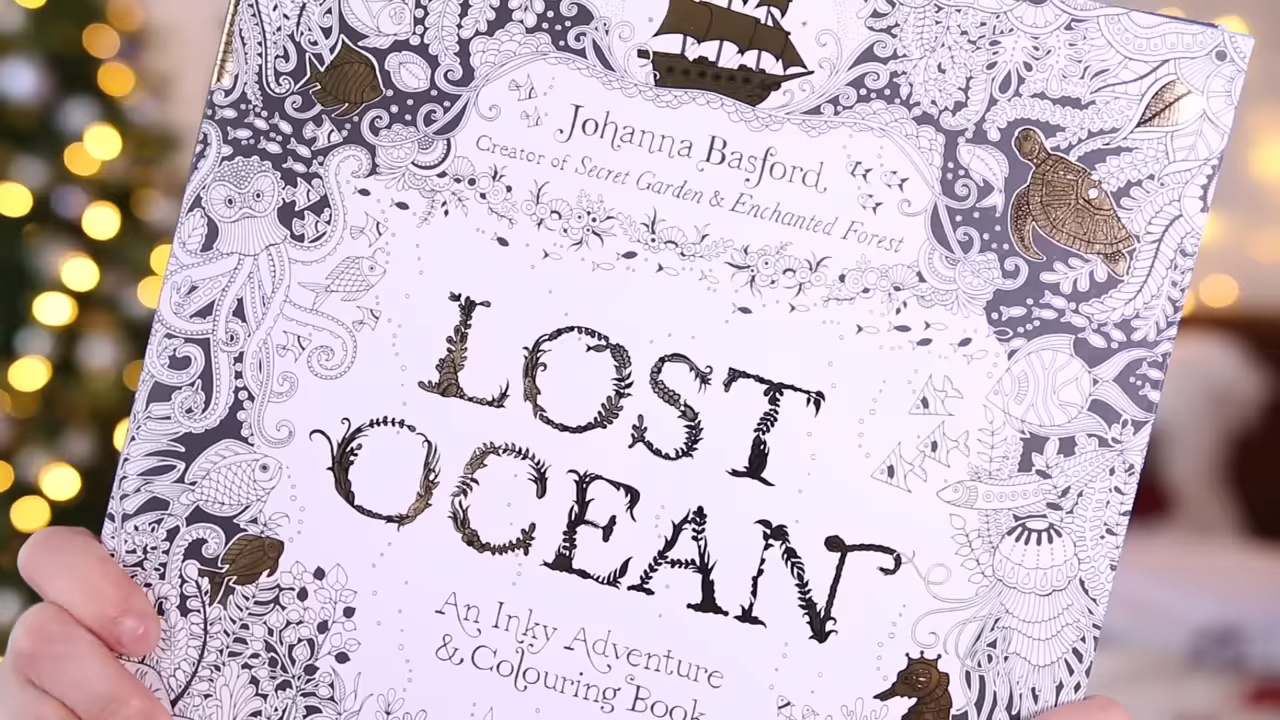 Johanna Basford
Creator of Secret Garden & Enchanted Forest
LOST
OCEAN
An Inky Adventure
& Colouring Book